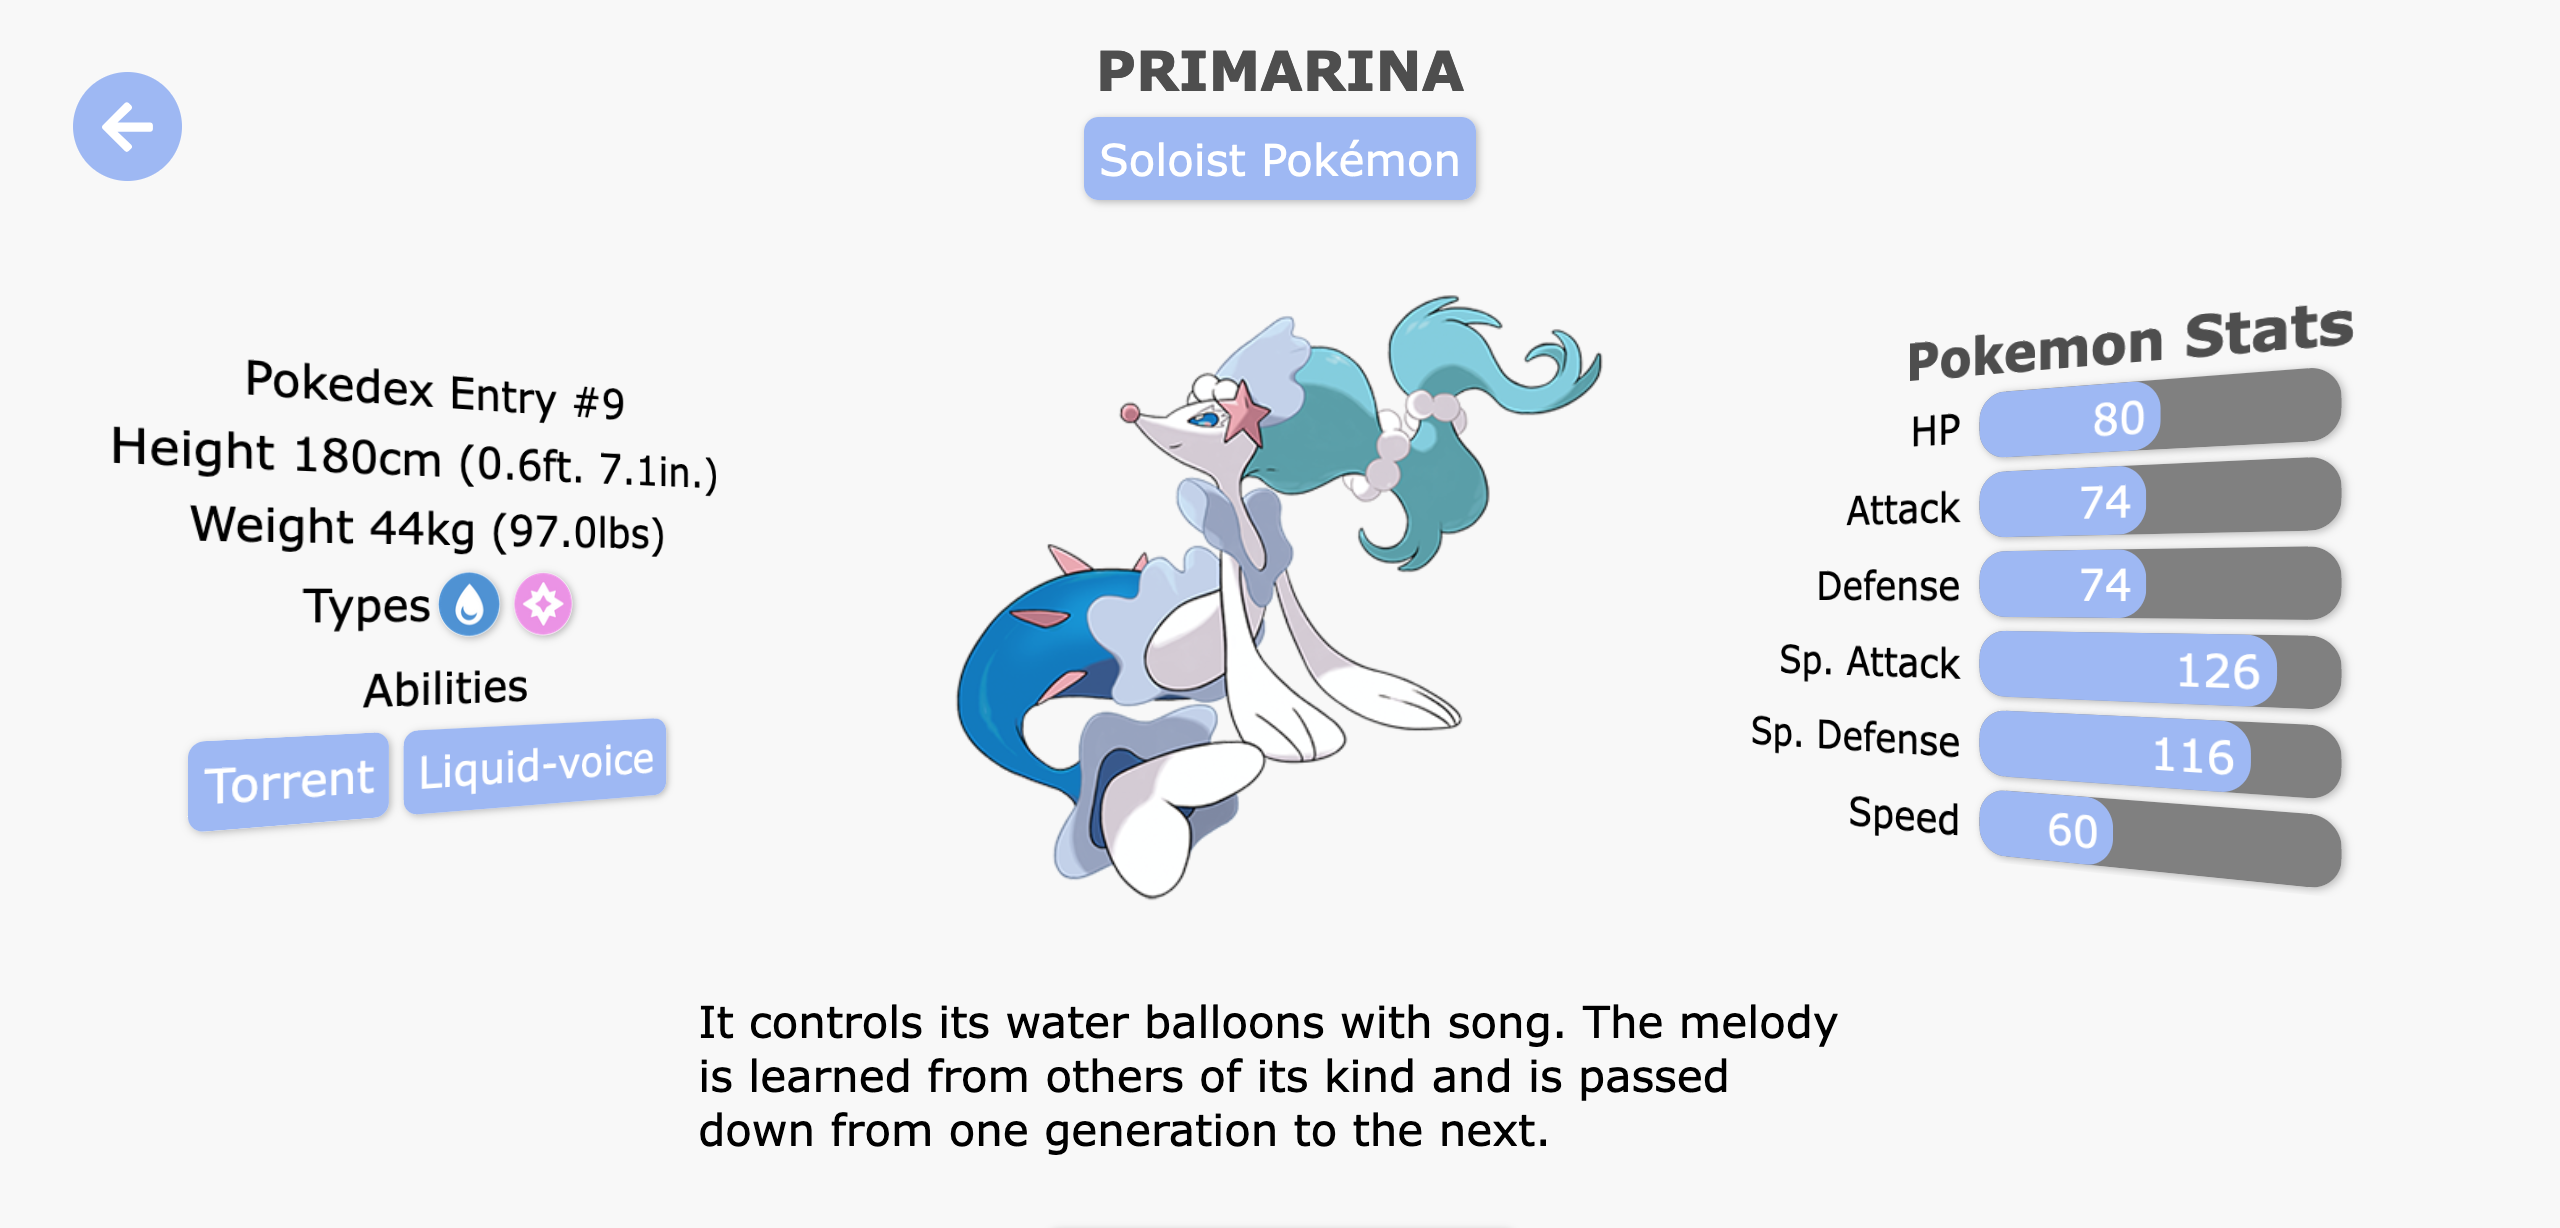 PRIMARINA
Soloist Pokémon
Pokedex Entry #9
Height 180cm (0.6ft. 7.1in.)
Weight 44kg (97.0lbs)
Types
Abilities
Torrent
Liquid-voice
Pokemon Stats
HP 80
Attack 74
Defense 74
Sp. Attack 126
Sp. Defense 116
Speed 60
It controls its water balloons with song. The melody
is learned from others of its kind and is passed
down from one generation to the next.